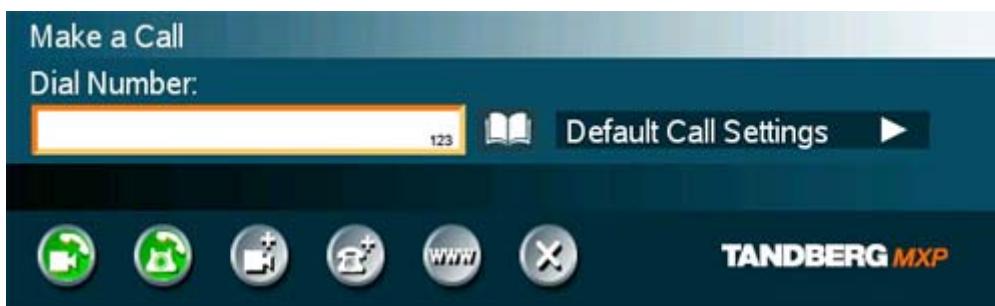 Make a Call
Dial Number:
123
Default Call Settings
www
TANDBERG MXP